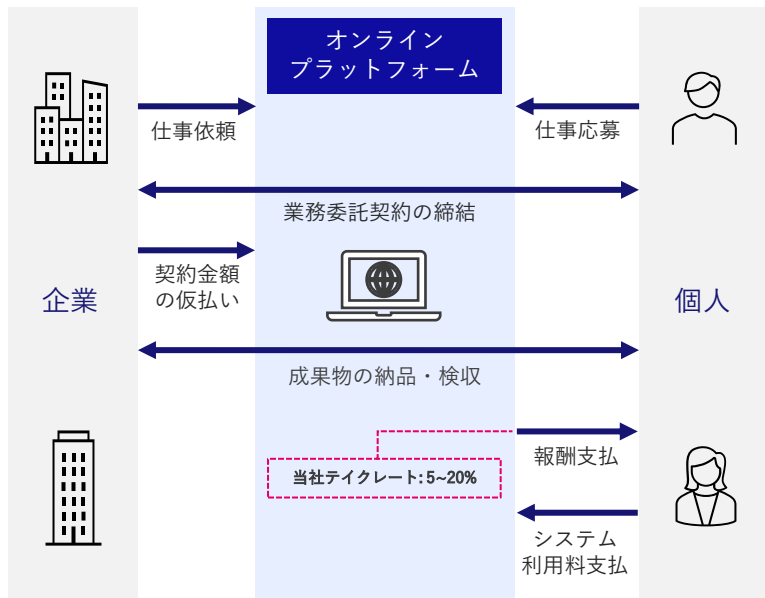 オンライン
プラットフォーム
仕事依頼
仕事応募
業務委託契約の締結
契約金額
の仮払い
企業
個人
成果物の納品・検収
報酬支払
当社テイクレート: 5~20%
システム
利用料支払